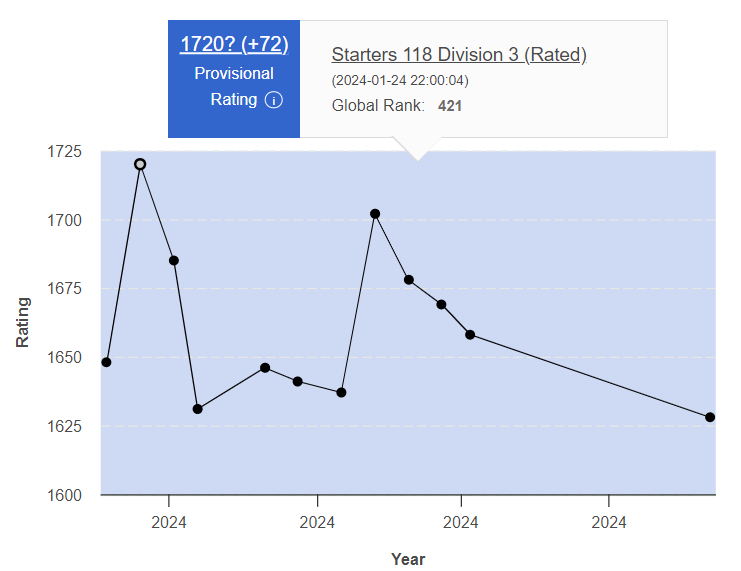 1720? (+72)
Provisional
Rating
Starters 118 Division 3 (Rated)
(2024-01-24 22:00:04)
Global Rank: 421
1725
1700
1675
1650
1625
1600
Rating
2024 2024 2024 2024
Year